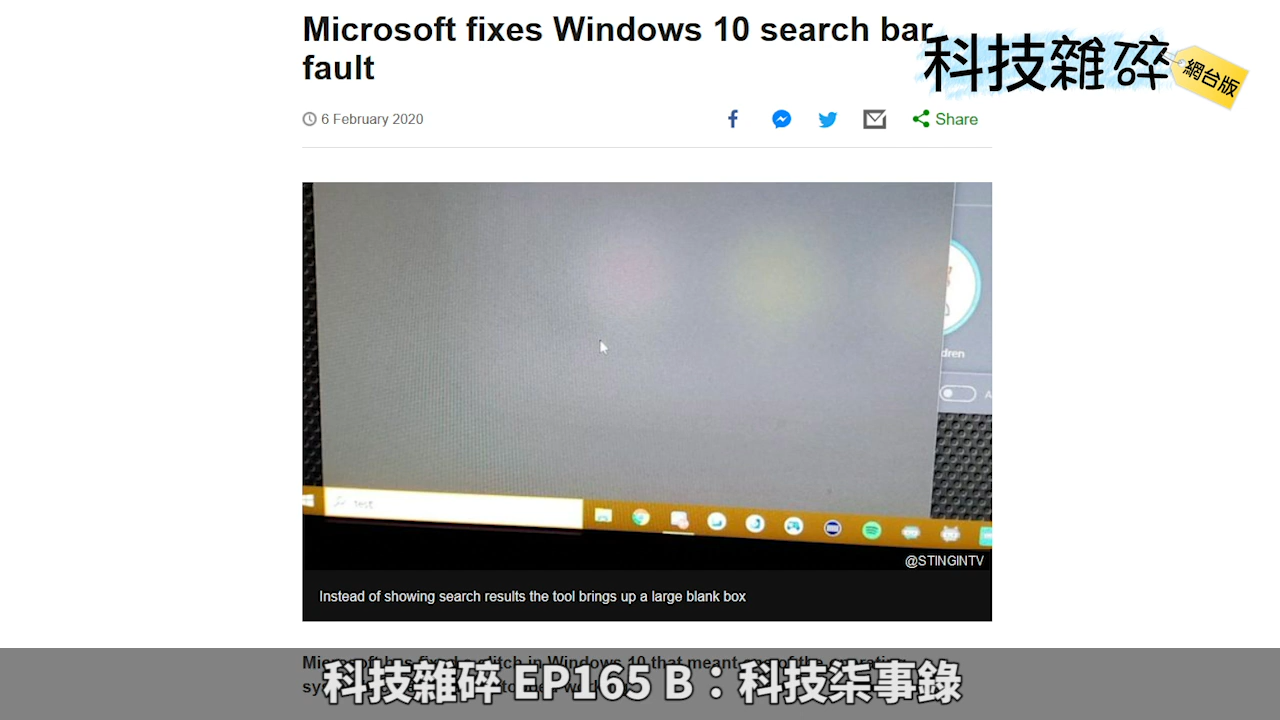 Microsoft fixes Windows 10 search bar
fault
科技雜碎
網台版
6 February 2020
Share
dren
test
@STINGINTV
Instead of showing search results the tool brings up a large blank box
科技雜碎 EP165 B：科技柒事錄